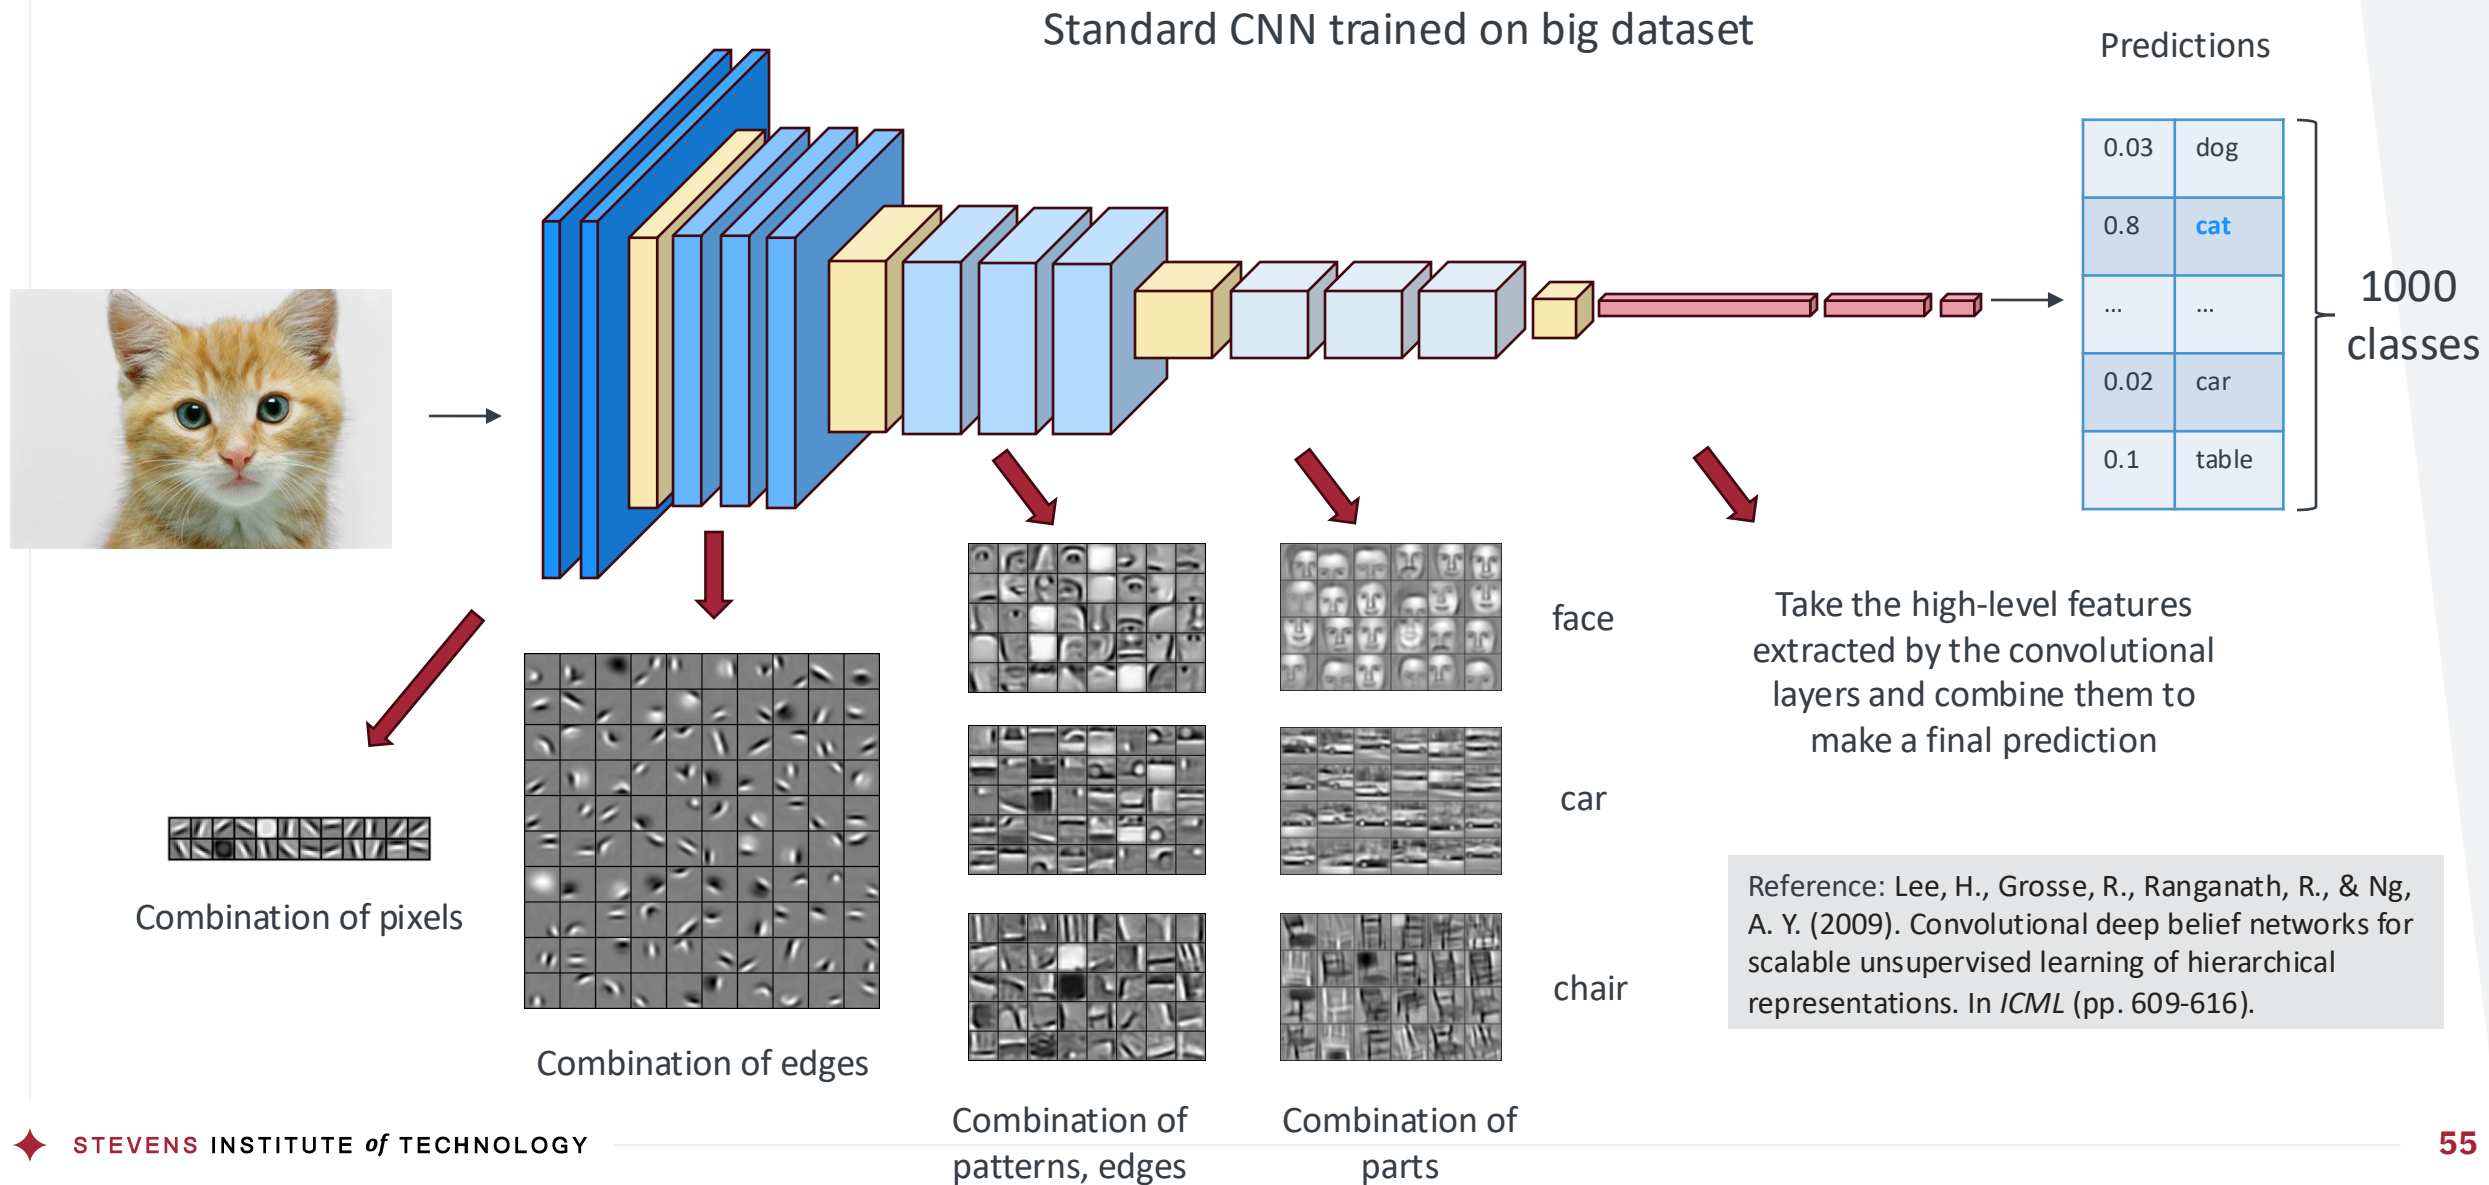 Standard CNN trained on big dataset
Predictions
0.03 dog
0.8 cat
... ...
0.02 car
0.1 table
1000
classes
face
car
chair
Take the high-level features
extracted by the convolutional
layers and combine them to
make a final prediction
Combination of pixels
Combination of edges
Combination of
patterns, edges
Combination of
parts
Reference: Lee, H., Grosse, R., Ranganath, R., & Ng,
A. Y. (2009). Convolutional deep belief networks for
scalable unsupervised learning of hierarchical
representations. In ICML (pp. 609-616).
STEVENS INSTITUTE of TECHNOLOGY
55